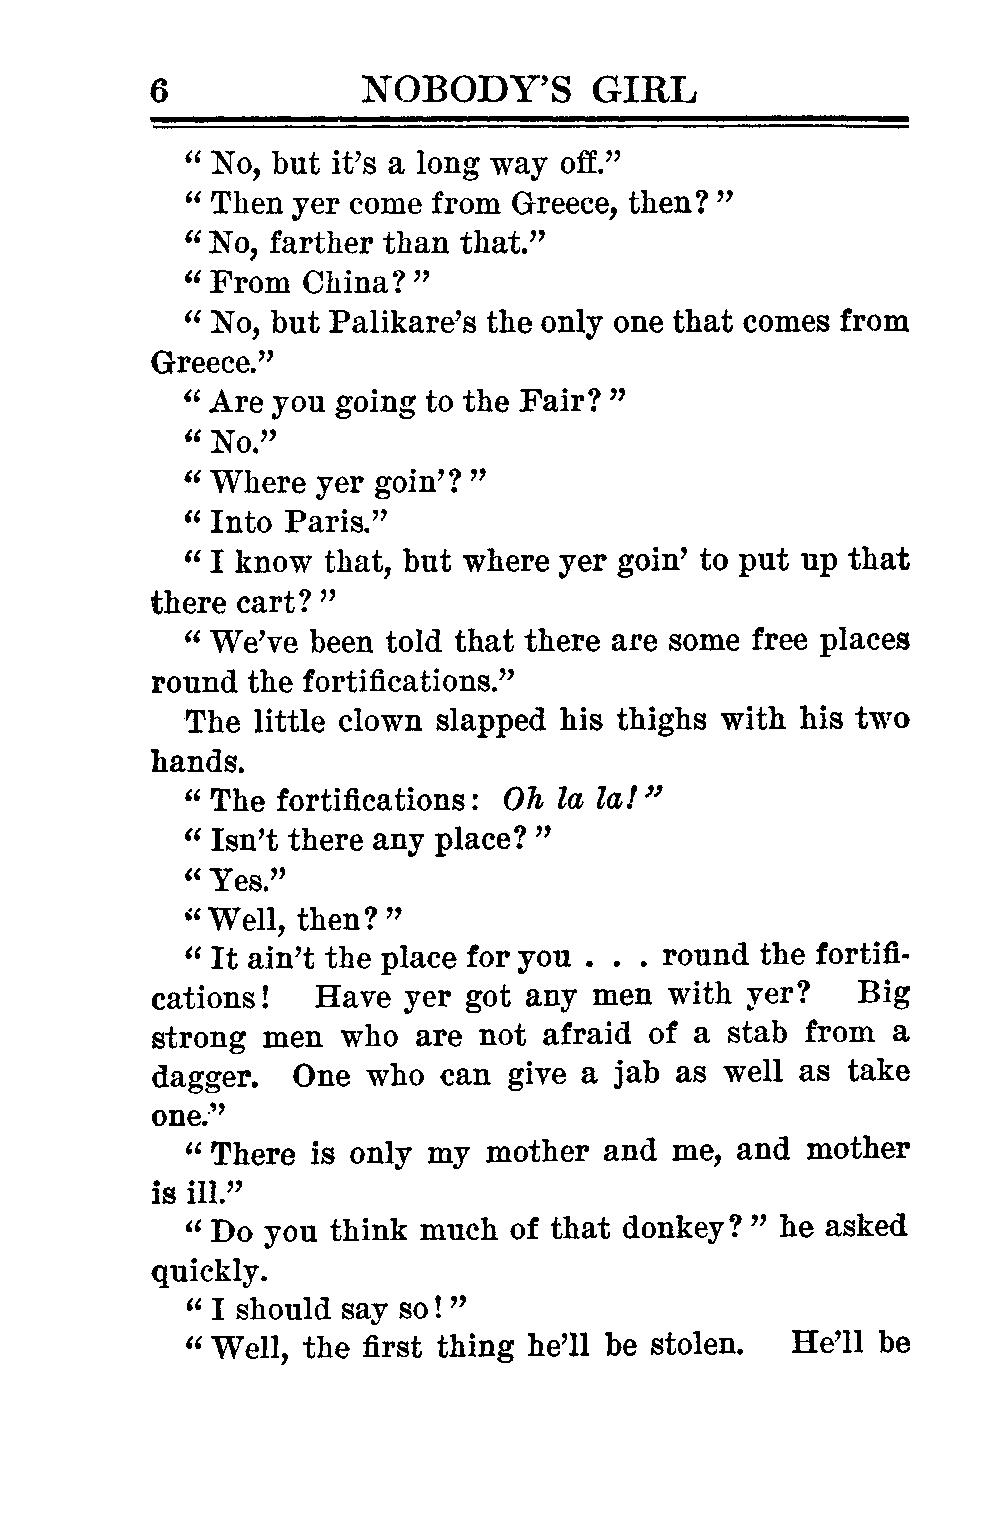 6 NOBODY'S GIRL
“ No, but it's a long way off.”
“ Then yer come from Greece, then? ”
“ No, farther than that.”
“ From China? ”
“ No, but Palikare's the only one that comes from
Greece.”
“ Are you going to the Fair? ”
“ No.”
“ Where yer goin'? ”
“ Into Paris.”
“ I know that, but where yer goin' to put up that
there cart? ”
“ We've been told that there are some free places
round the fortifications.”
The little clown slapped his thighs with his two
hands.
“ The fortifications: Oh la la! ”
“ Isn't there any place? ”
“ Yes.”
“ Well, then? ”
“ It ain't the place for you . . . round the fortifi-
cations! Have yer got any men with yer? Big
strong men who are not afraid of a stab from a
dagger. One who can give a jab as well as take
one.”
“ There is only my mother and me, and mother
is ill.”
“ Do you think much of that donkey? ” he asked
quickly.
“ I should say so! ”
“ Well, the first thing he'll be stolen. He'll be